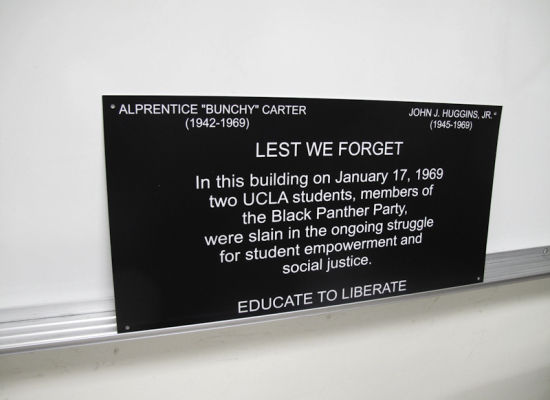 ALPRENTICE "BUNCHY" CARTER
(1942-1969)
JOHN J. HUGGINS, JR.
(1945-1969)
LEST WE FORGET
In this building on January 17, 1969
two UCLA students, members of
the Black Panther Party,
were slain in the ongoing struggle
for student empowerment and
social justice.
EDUCATE TO LIBERATE